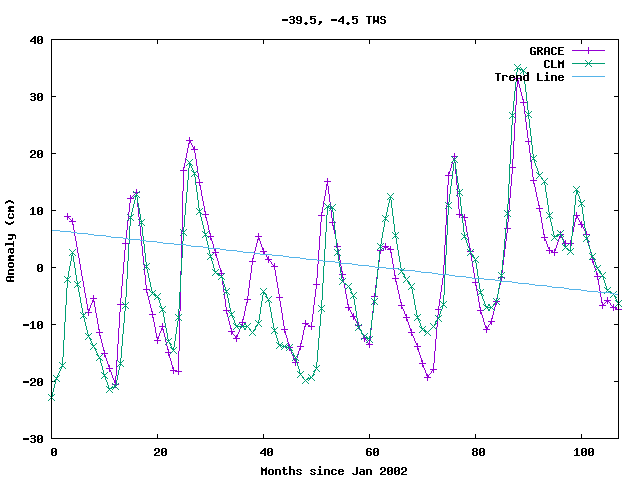 -39.5, -4.5 TWS
GRACE
CLM
Trend Line
Anomaly (cm)
40
30
20
10
0
-10
-20
-30
0 20 40 60 80 100
Months since Jan 2002